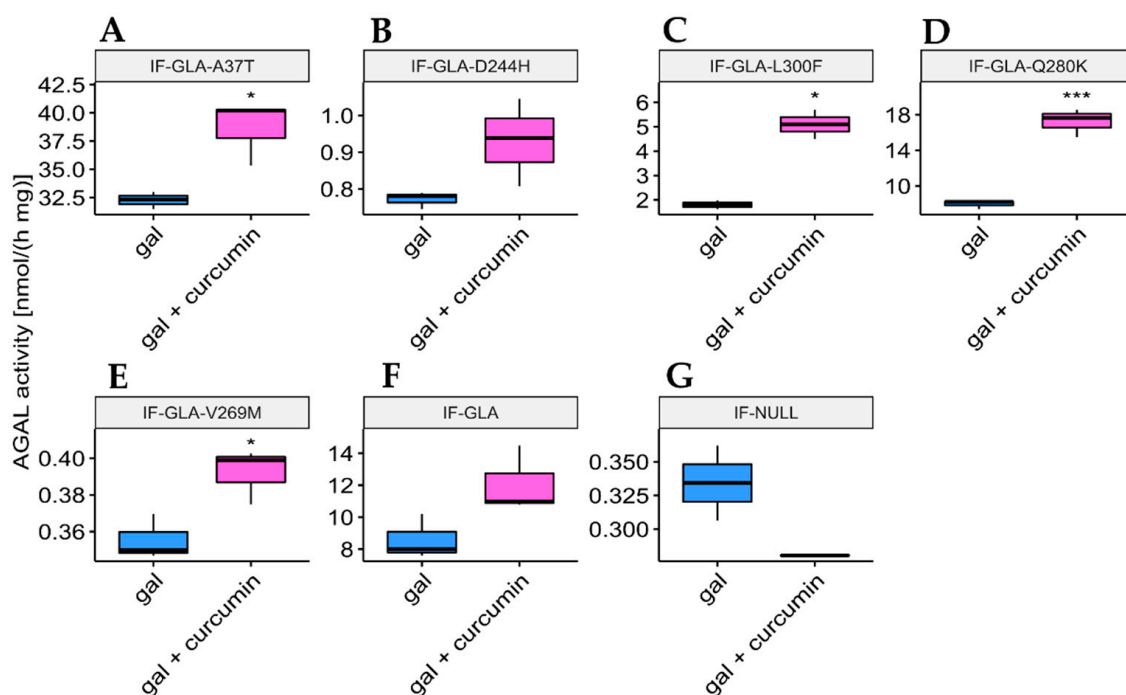 A
B
C
D
IF-GLA-A37T
IF-GLA-D244H
IF-GLA-L300F
IF-GLA-Q280K
42.5
40.0
37.5
35.0
32.5
*
1.0
0.9
0.8
6
5
4
3
2
*
18
14
10
***
gal
gal + curcumin
gal
gal + curcumin
gal
gal + curcumin
gal
gal + curcumin
AGAL activity [nmol/(h mg)]
E
F
G
IF-GLA-V269M
IF-GLA
IF-NULL
0.40
0.38
0.36
*
14
12
10
8
0.350
0.325
0.300
gal
gal + curcumin
gal
gal + curcumin
gal
gal + curcumin